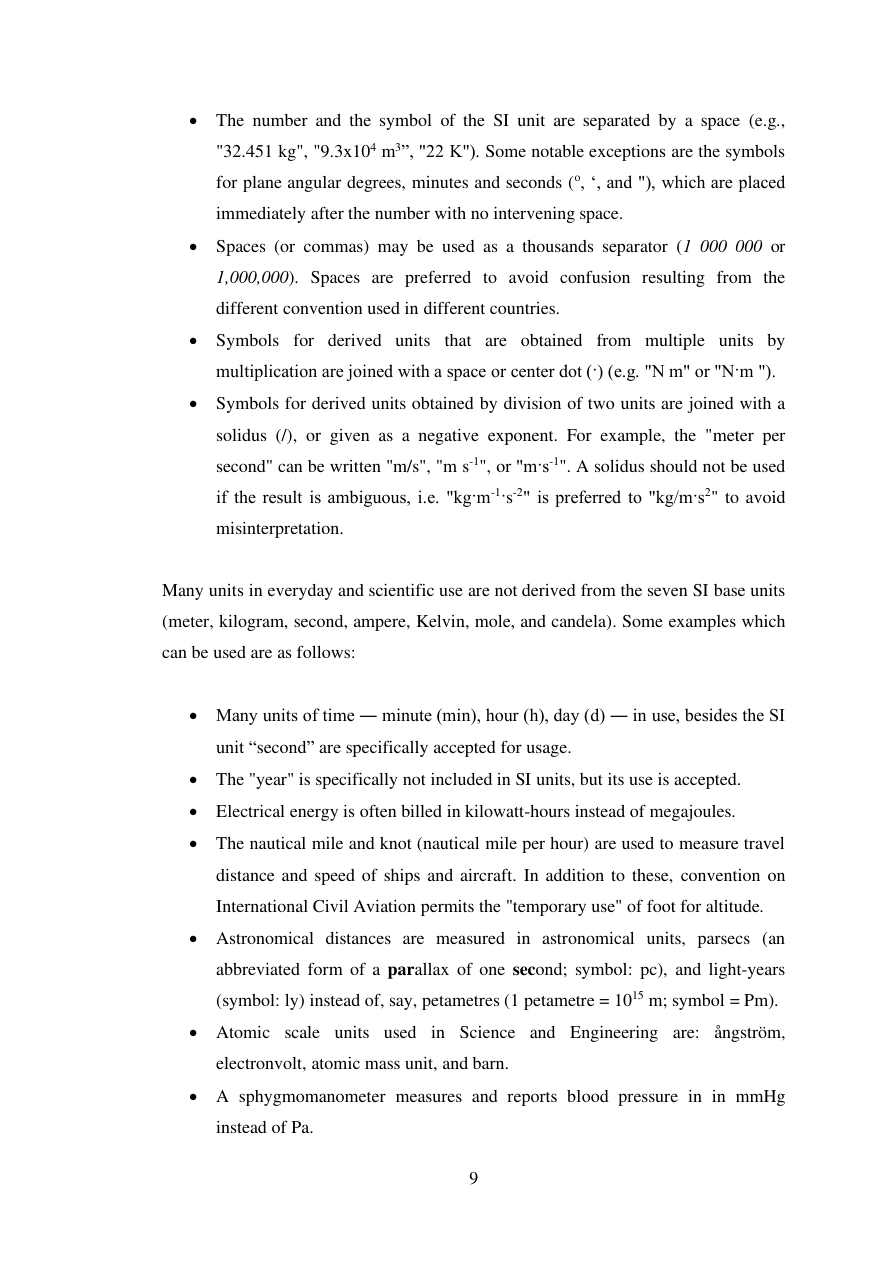 • The number and the symbol of the SI unit are separated by a space (e.g.,
"32.451 kg", "9.3x10⁴ m³”, "22 K"). Some notable exceptions are the symbols
for plane angular degrees, minutes and seconds (º, ‘, and "), which are placed
immediately after the number with no intervening space.
• Spaces (or commas) may be used as a thousands separator (1 000 000 or
1,000,000). Spaces are preferred to avoid confusion resulting from the
different convention used in different countries.
• Symbols for derived units that are obtained from multiple units by
multiplication are joined with a space or center dot (·) (e.g. "N m" or "N·m ").
• Symbols for derived units obtained by division of two units are joined with a
solidus (/), or given as a negative exponent. For example, the "meter per
second" can be written "m/s", "m s⁻¹", or "m·s⁻¹". A solidus should not be used
if the result is ambiguous, i.e. "kg·m⁻¹·s⁻²" is preferred to "kg/m·s²" to avoid
misinterpretation.
Many units in everyday and scientific use are not derived from the seven SI base units
(meter, kilogram, second, ampere, Kelvin, mole, and candela). Some examples which
can be used are as follows:
• Many units of time — minute (min), hour (h), day (d) — in use, besides the SI
unit “second” are specifically accepted for usage.
• The "year" is specifically not included in SI units, but its use is accepted.
• Electrical energy is often billed in kilowatt-hours instead of megajoules.
• The nautical mile and knot (nautical mile per hour) are used to measure travel
distance and speed of ships and aircraft. In addition to these, convention on
International Civil Aviation permits the "temporary use" of foot for altitude.
• Astronomical distances are measured in astronomical units, parsecs (an
abbreviated form of a parallax of one second; symbol: pc), and light-years
(symbol: ly) instead of, say, petametres (1 petametre = 10¹⁵ m; symbol = Pm).
• Atomic scale units used in Science and Engineering are: ångström,
electronvolt, atomic mass unit, and barn.
• A sphygmomanometer measures and reports blood pressure in in mmHg
instead of Pa.
9